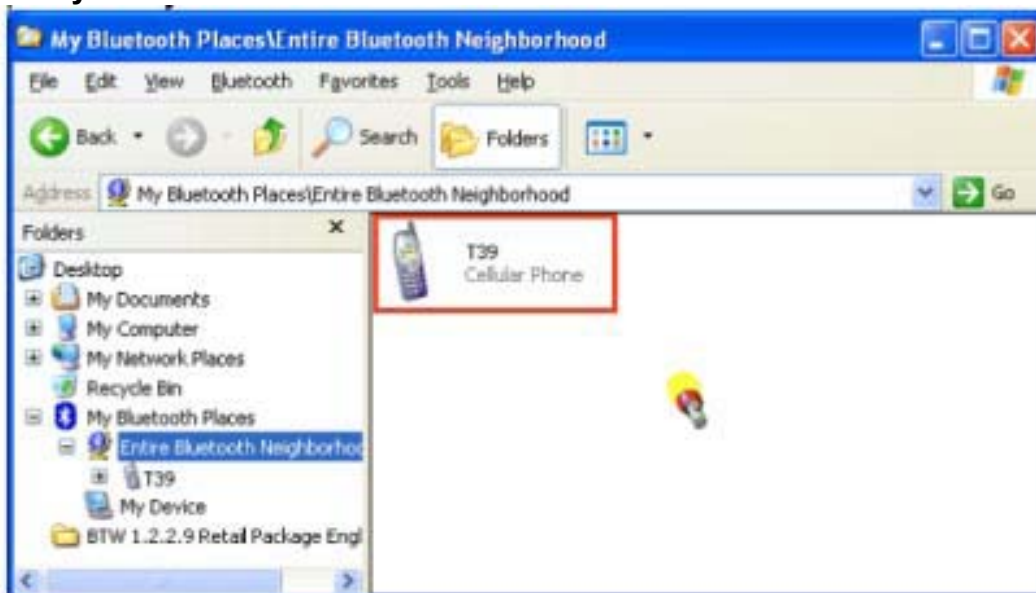 My Bluetooth Places\Entire Bluetooth Neighborhood
File Edit View Bluetooth Favorites Tools Help
Back Search Folders
Address My Bluetooth Places\Entire Bluetooth Neighborhood Go
Folders
Desktop
My Documents
My Computer
My Network Places
Recycle Bin
My Bluetooth Places
Entire Bluetooth Neighborhoo
T39
My Device
BTW 1.2.2.9 Retail Package Engl
T39
Cellular Phone